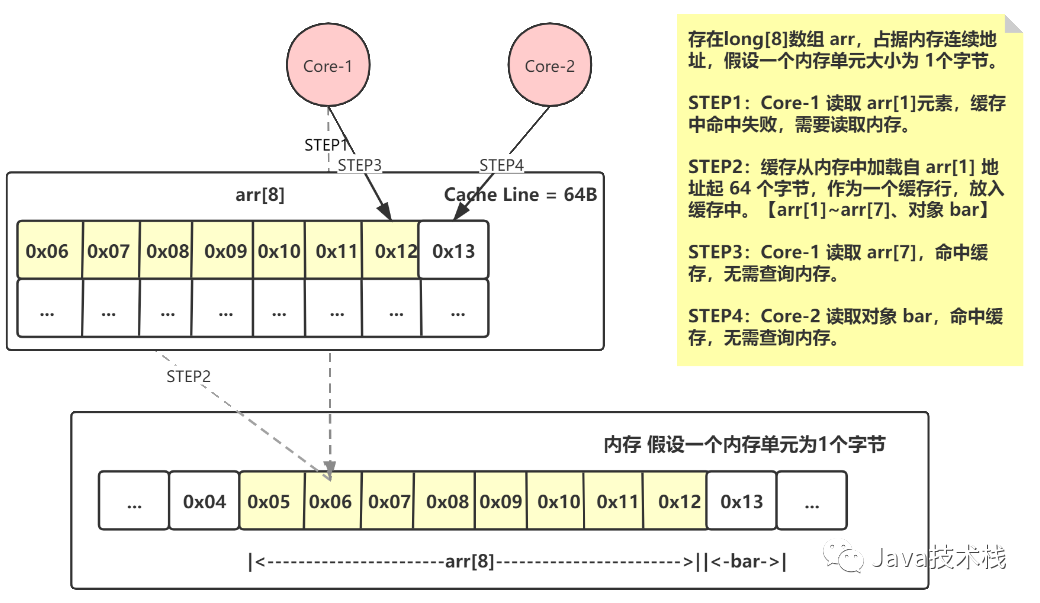 Core-1
Core-2
STEP1
STEP3
STEP4
arr[8]
Cache Line = 64B
0x06 0x07 0x08 0x09 0x10 0x11 0x12 0x13
... ... ... ... ... ... ... ...
STEP2
内存 假设一个内存单元为1个字节
... 0x04 0x05 0x06 0x07 0x08 0x09 0x10 0x11 0x12 0x13 ...
|<----------------------arr[8]----------------------->||<-bar->|
存在long[8]数组 arr，占据内存连续地
址，假设一个内存单元大小为 1个字节。
STEP1：Core-1 读取 arr[1]元素，缓存
中命中失败，需要读取内存。
STEP2：缓存从内存中加载自 arr[1] 地
址起 64 个字节，作为一个缓存行，放入
缓存中。【arr[1]~arr[7]、对象 bar】
STEP3：Core-1 读取 arr[7]，命中缓
存，无需查询内存。
STEP4：Core-2 读取对象 bar，命中缓
存，无需查询内存。
Java技术栈